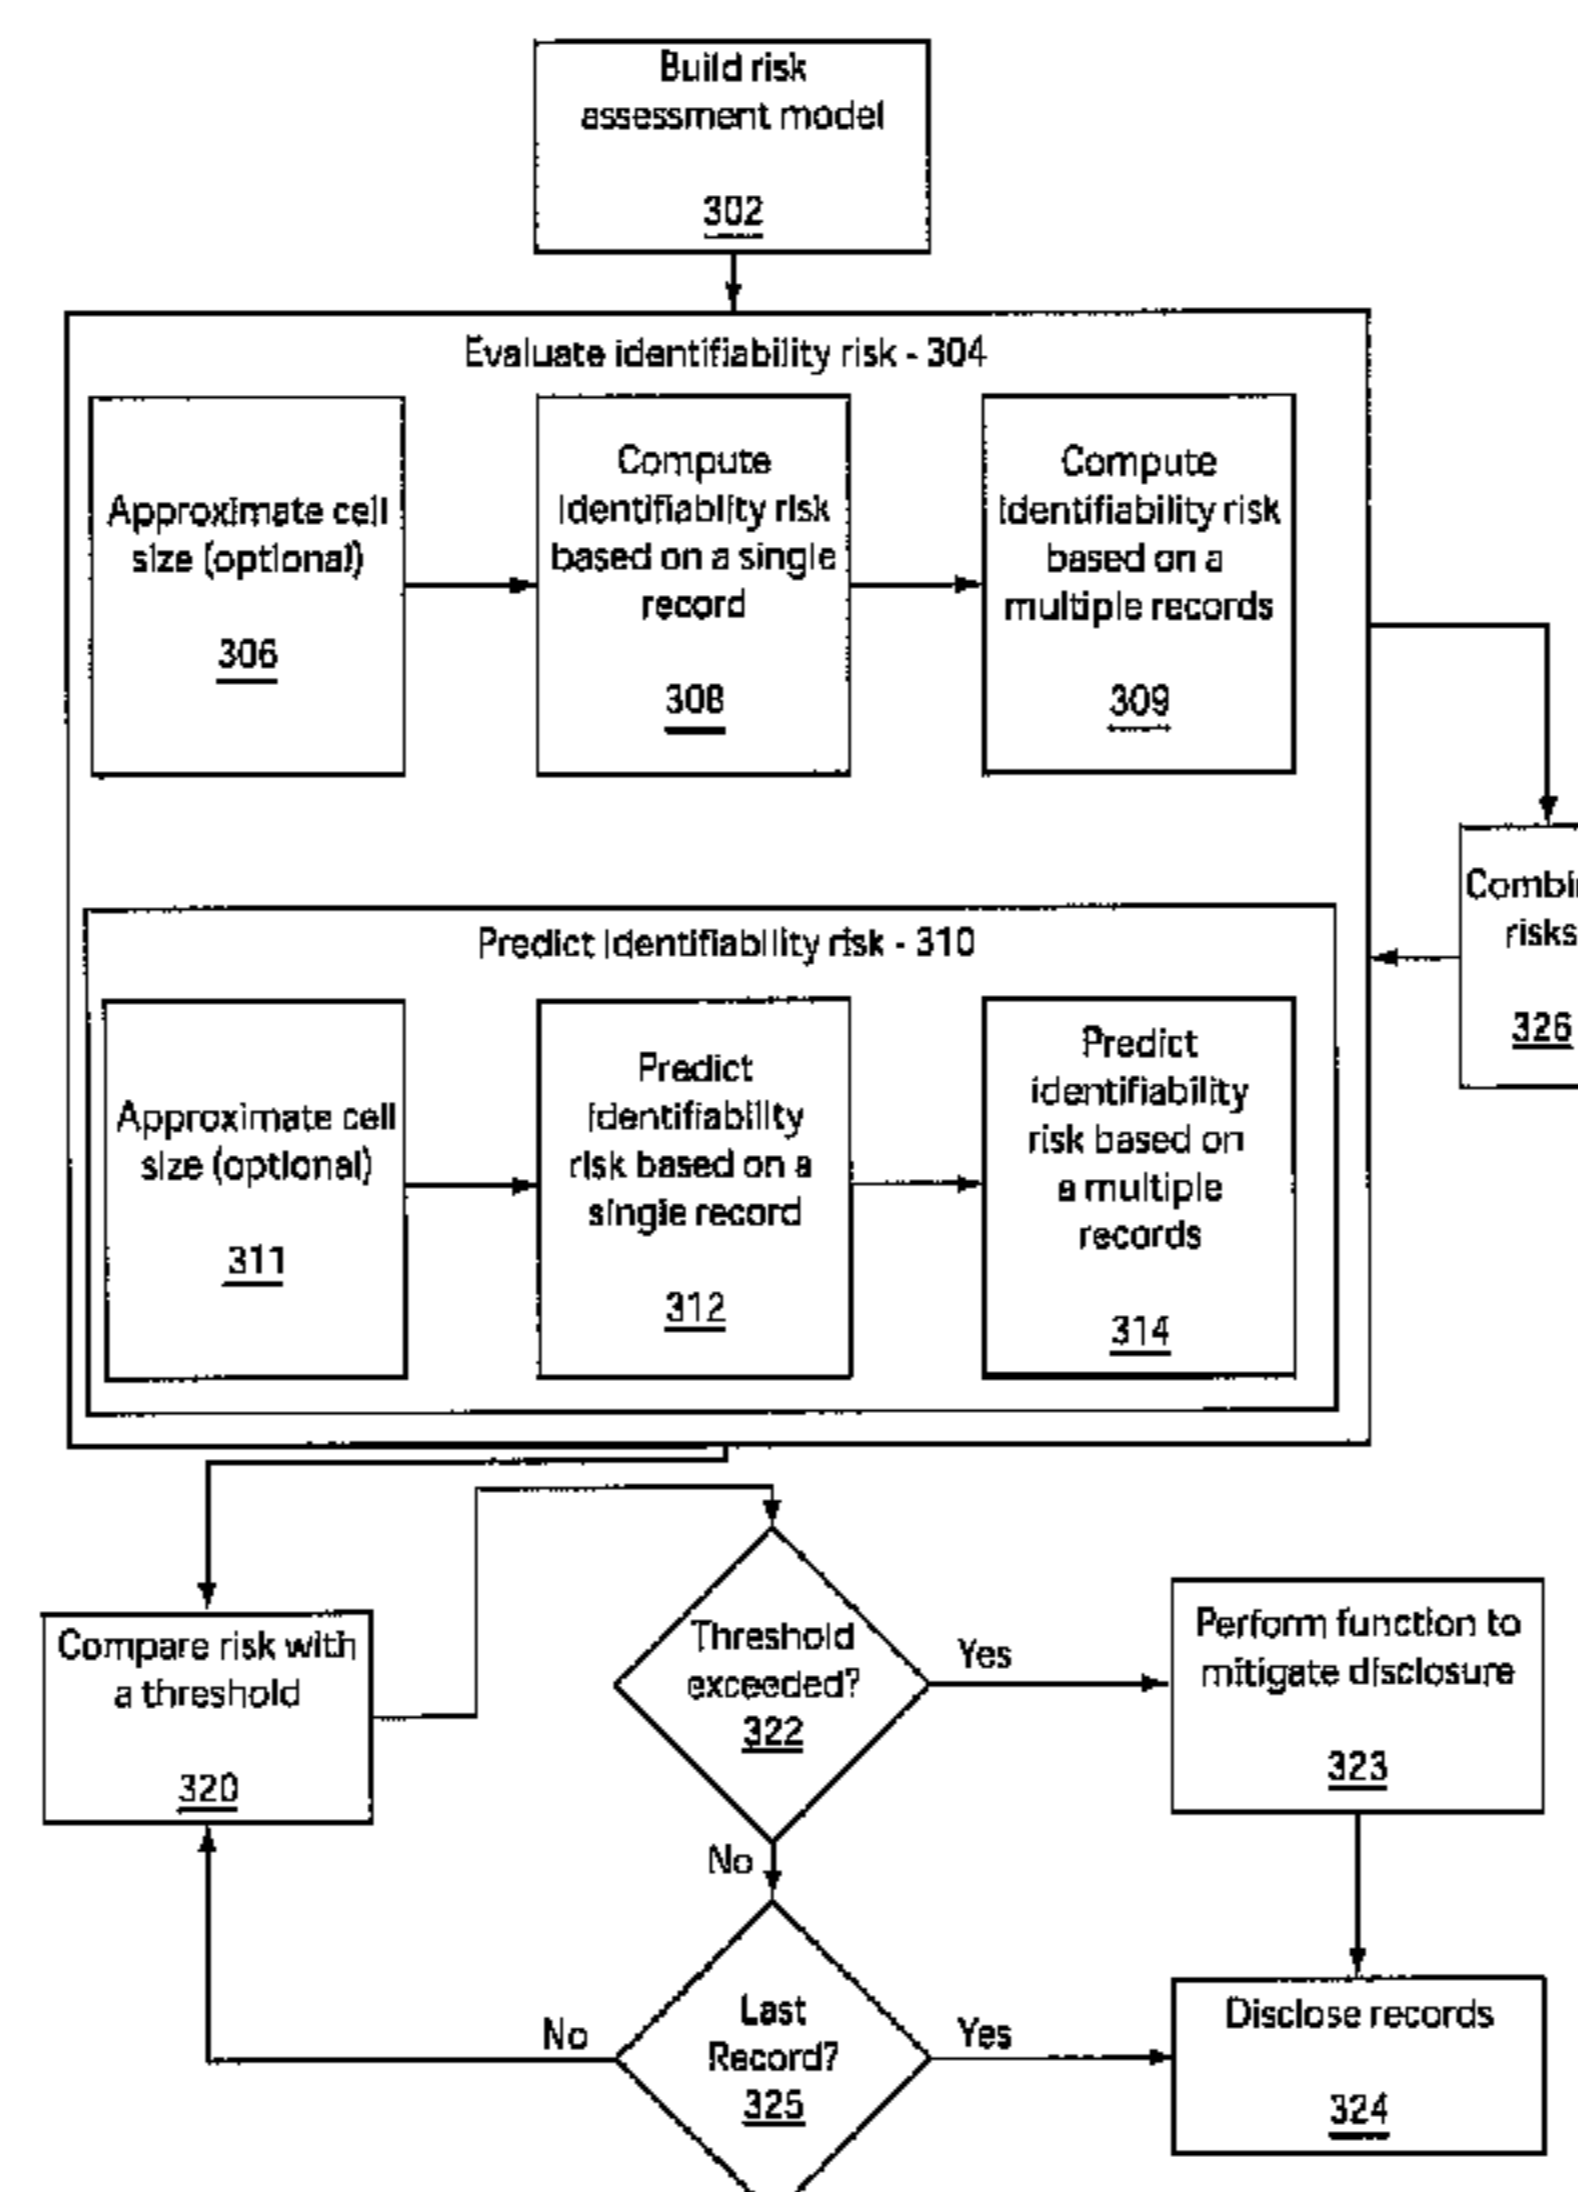 Build risk
assessment model
302
Evaluate identifiability risk - 304
Approximate cell
size (optional)
306
Compute
identifiability risk
based on a single
record
308
Compute
identifiability risk
based on a
multiple records
309
Combi
risks
326
Predict identifiability risk - 310
Approximate cell
size (optional)
311
Predict
identifiability
risk based on a
single record
312
Predict
identifiability
risk based on
a multiple
records
314
Compare risk with
a threshold
320
Threshold
exceeded?
322
Yes
No
Perform function to
mitigate disclosure
323
Last
Record?
325
No
Yes
Disclose records
324